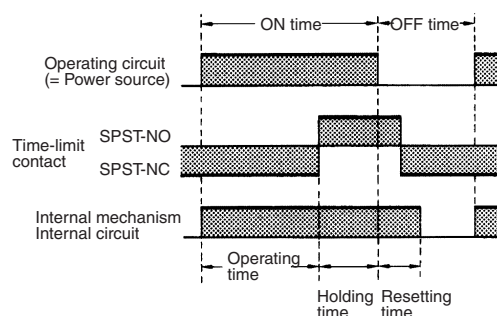 ON time
OFF time
Operating circuit
(= Power source)
Time-limit
contact
SPST-NO
SPST-NC
Internal mechanism
Internal circuit
Operating
time
Holding
time
Resetting
time